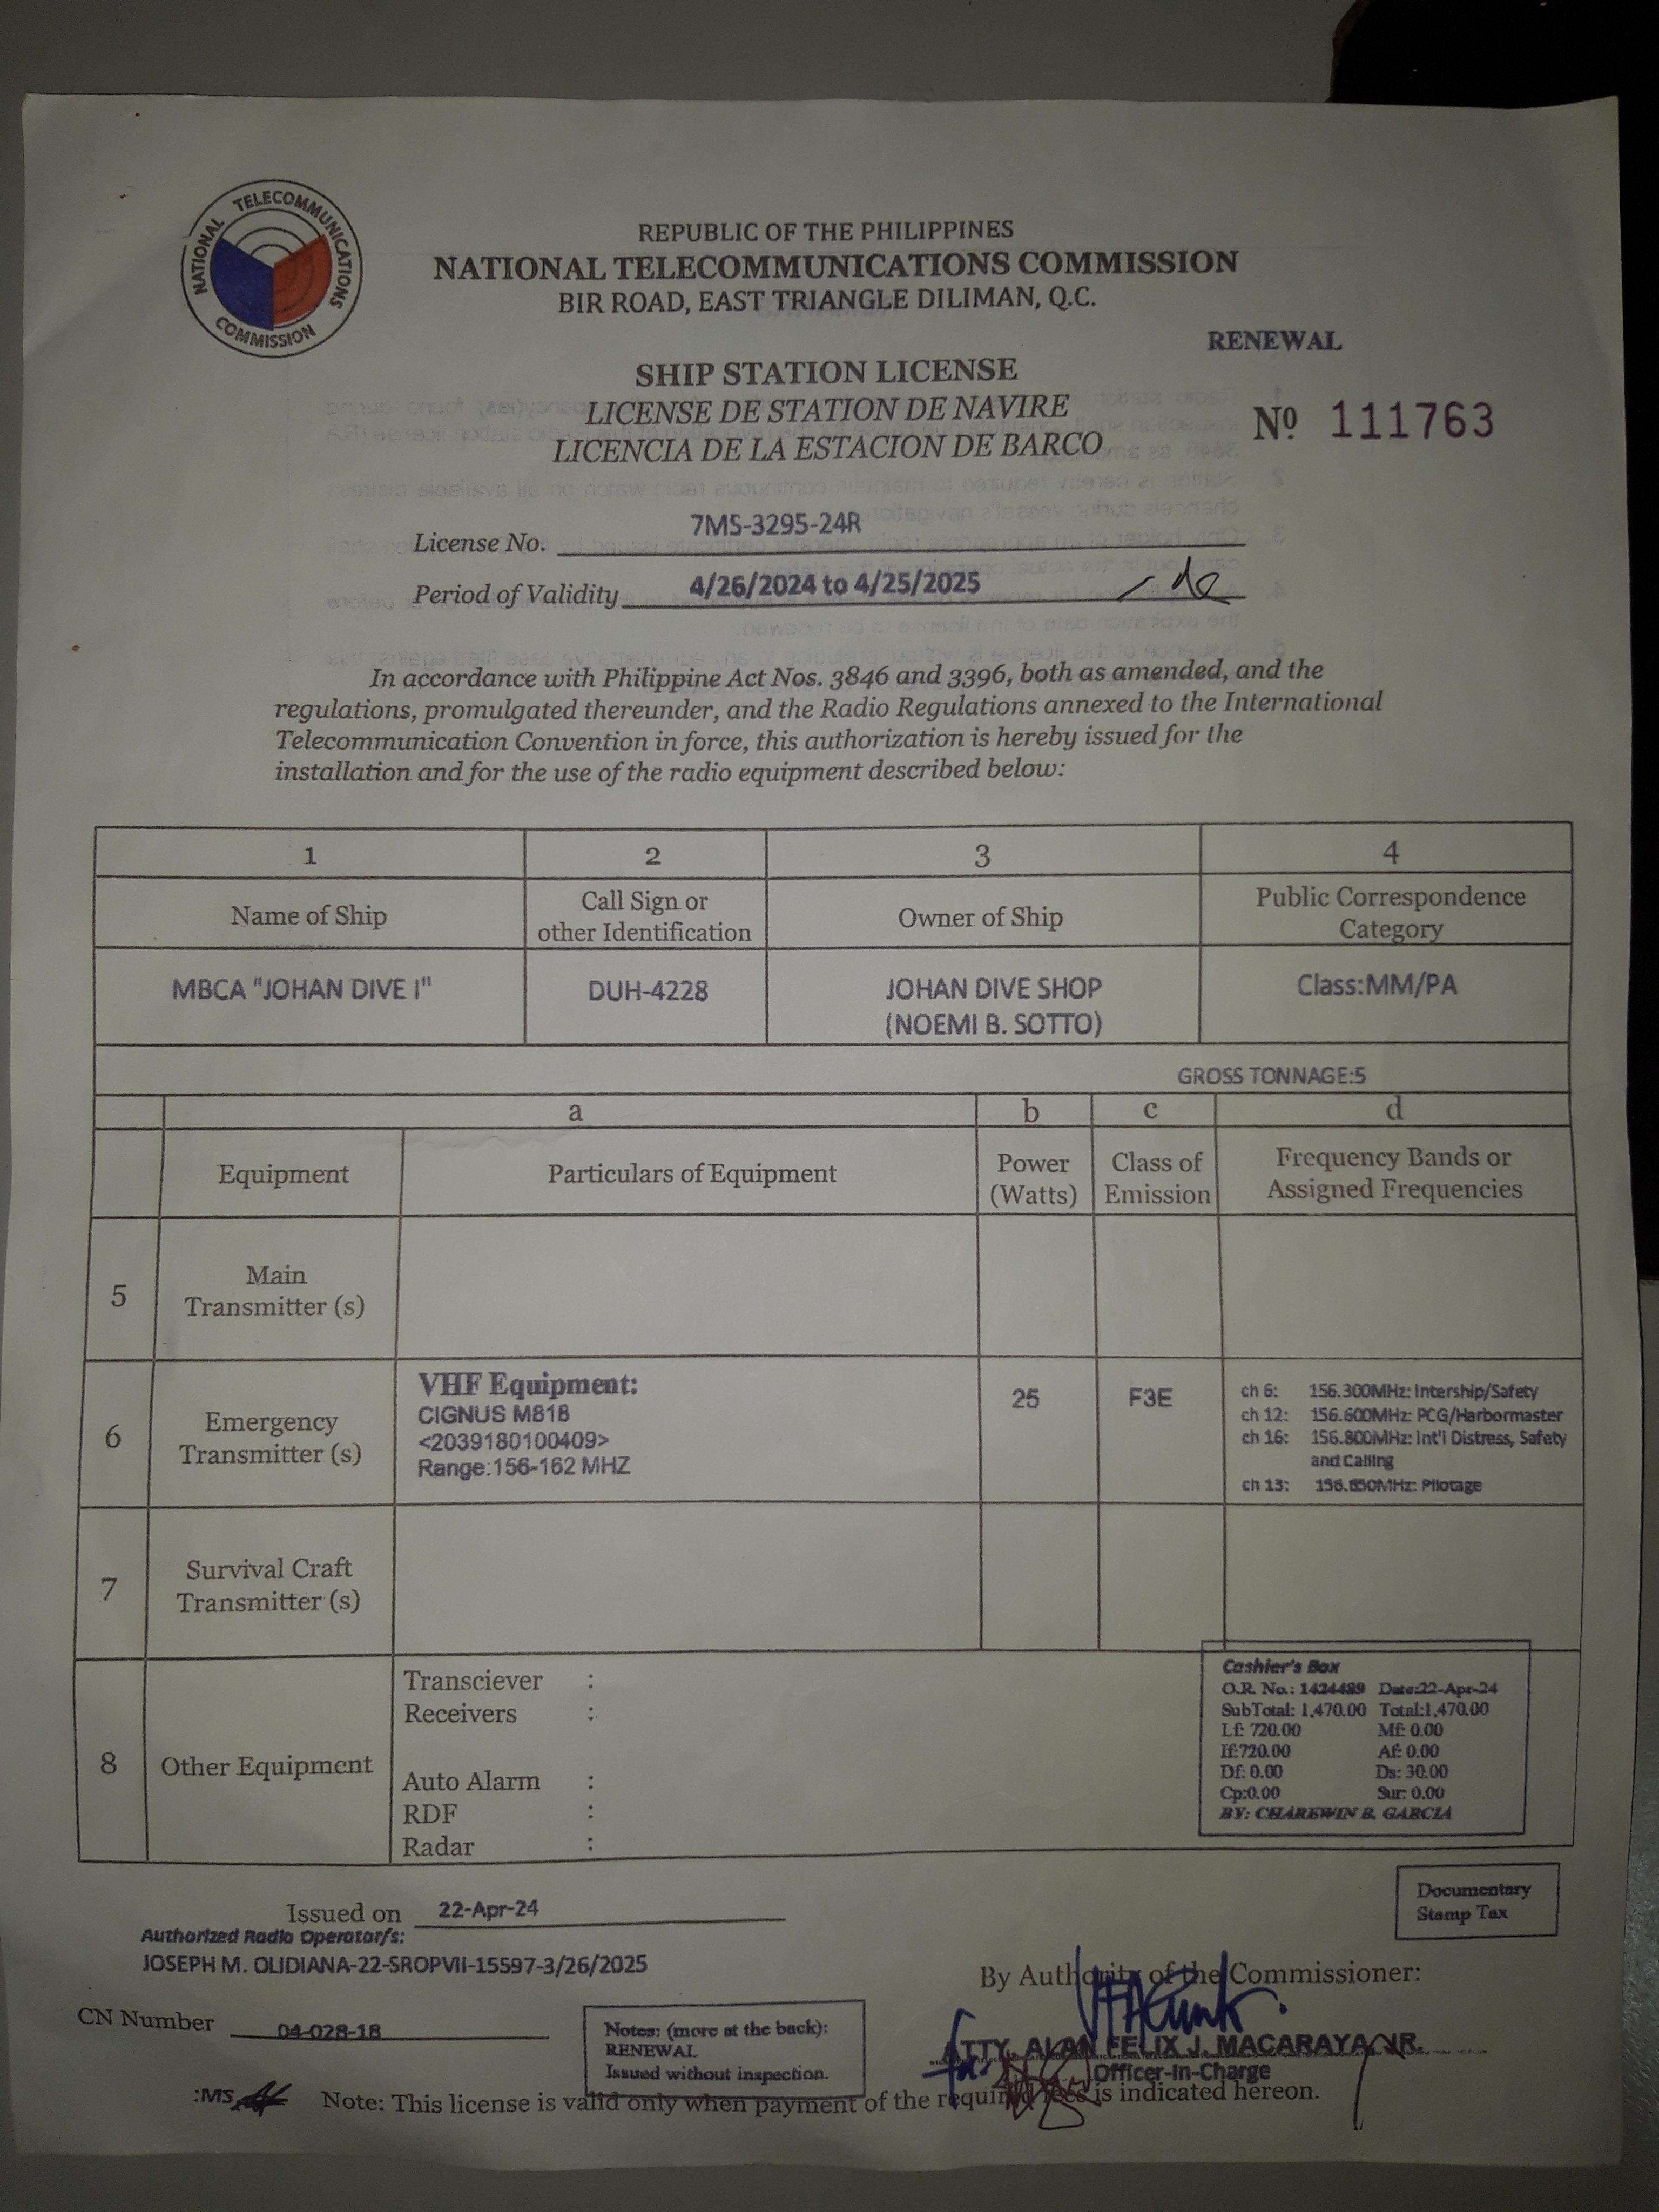 NATIONAL TELECOMMUNICATIONS COMMISSION
REPUBLIC OF THE PHILIPPINES
NATIONAL TELECOMMUNICATIONS COMMISSION
BIR ROAD, EAST TRIANGLE DILIMAN, Q.C.
RENEWAL
SHIP STATION LICENSE
LICENSE DE STATION DE NAVIRE
LICENCIA DE LA ESTACION DE BARCO
Nº 111763
License No. 7MS-3295-24R
Period of Validity 4/26/2024 to 4/25/2025
In accordance with Philippine Act Nos. 3846 and 3396, both as amended, and the
regulations, promulgated thereunder, and the Radio Regulations annexed to the International
Telecommunication Convention in force, this authorization is hereby issued for the
installation and for the use of the radio equipment described below:
1 2 3 4
Name of Ship
Call Sign or
other Identification
Owner of Ship
Public Correspondence
Category
MBCA "JOHAN DIVE I"
DUH-4228
JOHAN DIVE SHOP
(NOEMI B. SOTTO)
Class:MM/PA
GROSS TONNAGE:5
a b c d
Equipment
Particulars of Equipment
Power
(Watts)
Class of
Emission
Frequency Bands or
Assigned Frequencies
5
Main
Transmitter (s)
6
Emergency
Transmitter (s)
VHF Equipment:
CIGNUS M818
<2039180100409>
Range:156-162 MHZ
25
F3E
ch 6: 156.300MHz: Intership/Safety
ch 12: 156.600MHz: PCG/Harbormaster
ch 16: 156.800MHz: Int'l Distress, Safety
and Calling
ch 13: 156.650MHz: Pilotage
7
Survival Craft
Transmitter (s)
8
Other Equipment
Transciever :
Receivers :
Auto Alarm :
RDF :
Radar :
Cashier's Box
O.R. No.: 1424489 Date:22-Apr-24
SubTotal: 1,470.00 Total:1,470.00
Lf: 720.00 Mf: 0.00
If:720.00 Af: 0.00
Df: 0.00 Ds: 30.00
Cp:0.00 Sur: 0.00
BY: CHAREWIN B. GARCIA
Documentary
Stamp Tax
Issued on 22-Apr-24
Authorized Radio Operator/s:
JOSEPH M. OLIDIANA-22-SROPVII-15597-3/26/2025
By Authority of the Commissioner:
CN Number 04-028-18
Notes: (more at the back):
RENEWAL
Issued without inspection.
ATTY. ALAN FELIX J. MACARAYA, JR.
Officer-In-Charge
:MS
Note: This license is valid only when payment of the required fees is indicated hereon.